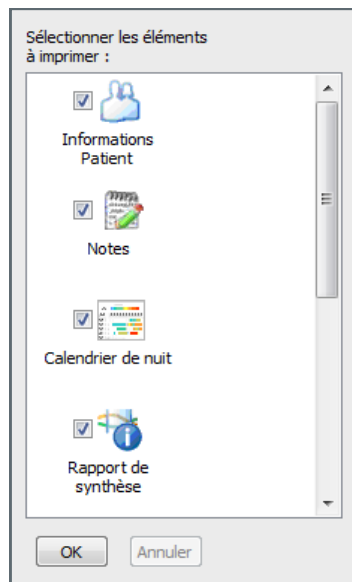 Sélectionner les éléments
à imprimer :
Informations
Patient
Notes
Calendrier de nuit
Rapport de
synthèse
OK
Annuler